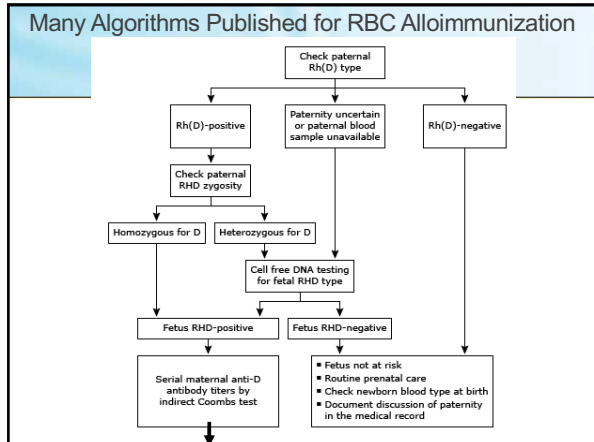 Many Algorithms Published for RBC Alloimmunization
Check paternal
Rh(D) type
Rh(D)-positive
Paternity uncertain
or paternal blood
sample unavailable
Rh(D)-negative
Check paternal
RHD zygosity
Homozygous for D
Heterozygous for D
Cell free DNA testing
for fetal RHD type
Fetus RHD-positive
Fetus RHD-negative
Serial maternal anti-D
antibody titers by
indirect Coombs test
▪ Fetus not at risk
▪ Routine prenatal care
▪ Check newborn blood type at birth
▪ Document discussion of paternity
in the medical record